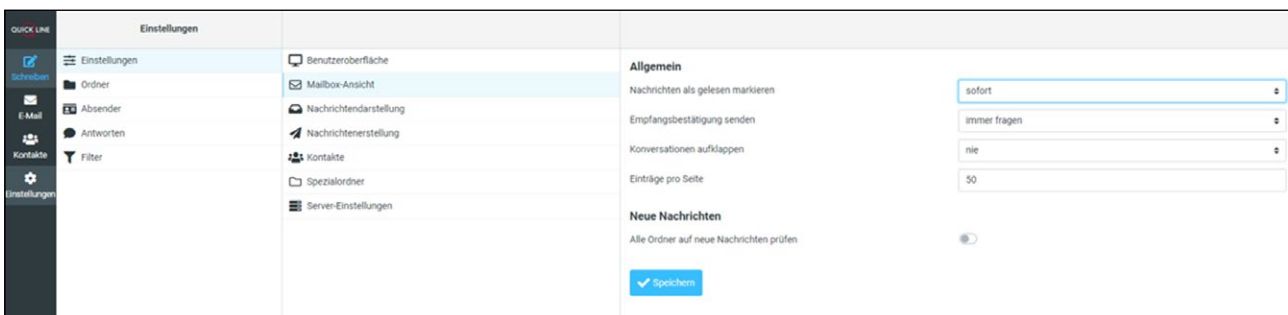 QUICKLINE
Einstellungen
Schreiben
E-Mail
Kontakte
Einstellungen
Einstellungen
Ordner
Absender
Antworten
Filter
Benutzeroberfläche
Mailbox-Ansicht
Nachrichtendarstellung
Nachrichtenerstellung
Kontakte
Spezialordner
Server-Einstellungen
Allgemein
Nachrichten als gelesen markieren sofort
Empfangsbestätigung senden immer fragen
Konversationen aufklappen nie
Einträge pro Seite 50
Neue Nachrichten
Alle Ordner auf neue Nachrichten prüfen
Speichern